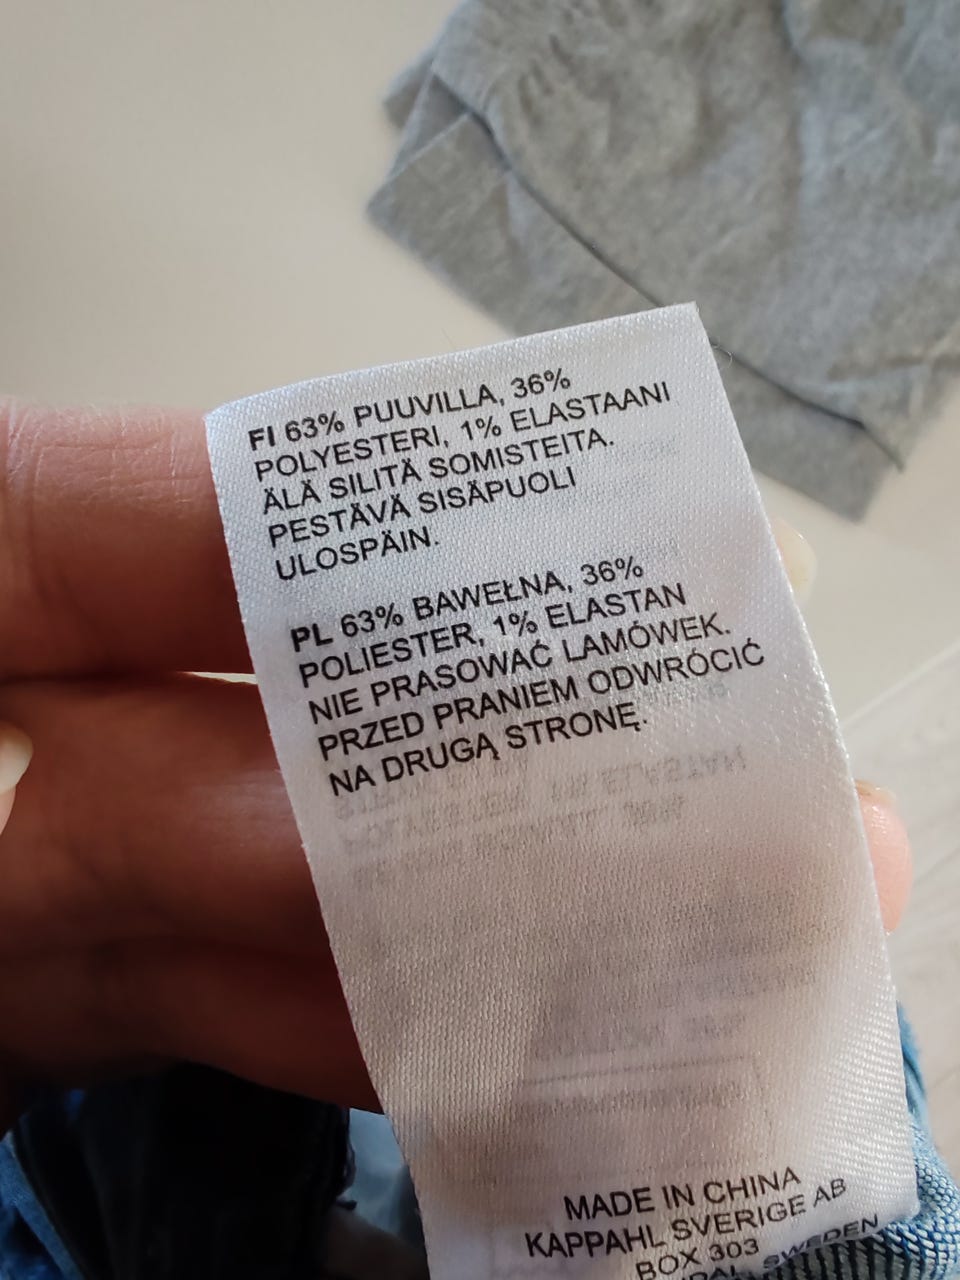 FI 63% PUUVILLA, 36%
POLYESTERI, 1% ELASTAANI
ÄLÄ SILITÄ SOMISTEITA.
PESTÄVÄ SISÄPUOLI
ULOSPÄIN.
PL 63% BAWEŁNA, 36%
POLIESTER, 1% ELASTAN
NIE PRASOWAĆ LAMÓWEK.
PRZED PRANIEM ODWRÓCIĆ
NA DRUGĄ STRONĘ.
MADE IN CHINA
KAPPAHL SVERIGE AB
BOX 303
SWEDEN